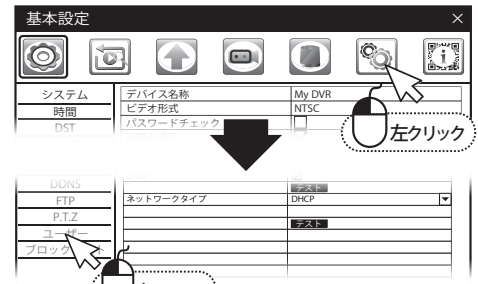 基本設定 ×
システム
時間
DST
デバイス名称 My DVR
ビデオ形式 NTSC
パスワードチェック
左クリック
DDNS
FTP
P.T.Z
ユーザー
テスト
ネットワークタイプ DHCP
テスト